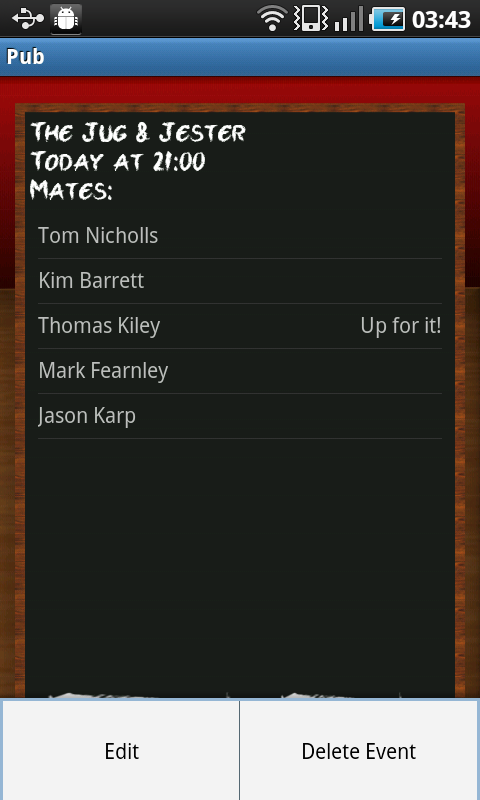 03:43
Pub
The Jug & Jester
Today at 21:00
Mates:
Tom Nicholls
Kim Barrett
Thomas Kiley Up for it!
Mark Fearnley
Jason Karp
Edit Delete Event